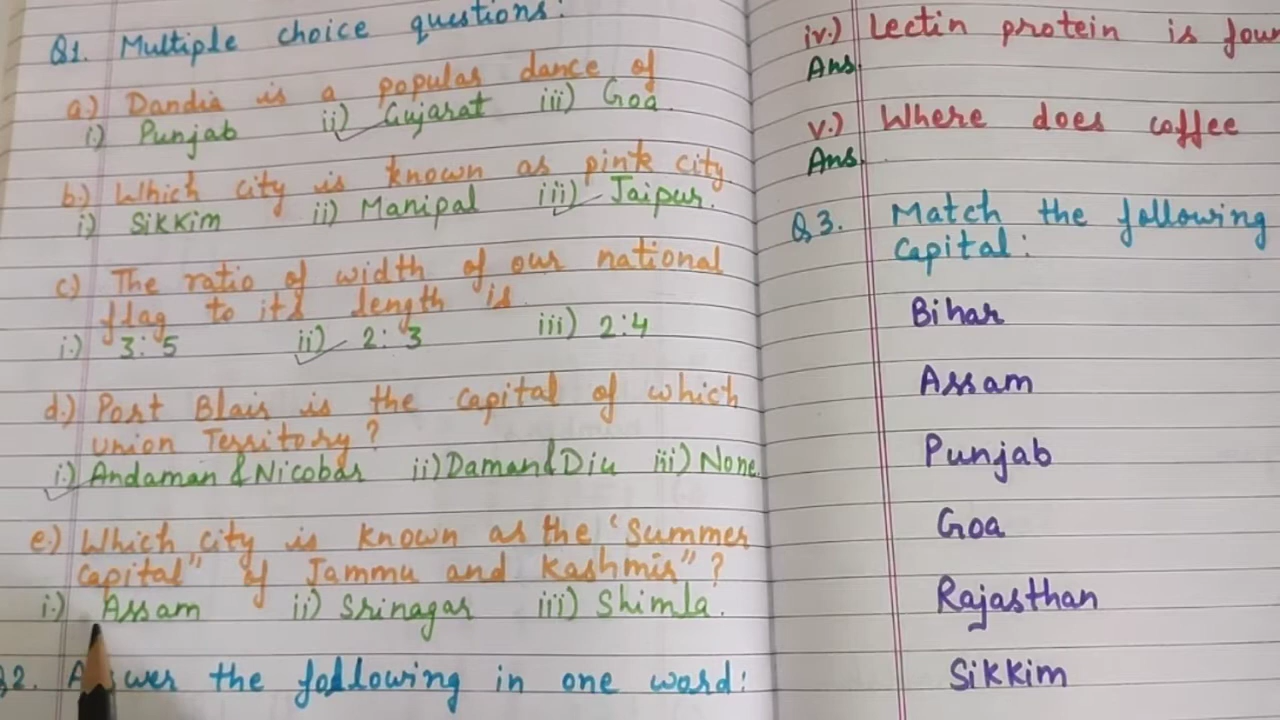 Q1. Multiple choice questions:
a.) Dandia is a popular dance of
i) Punjab ii) Gujarat iii) Goa.
b.) Which city is known as pink city
i) Sikkim ii) Manipal iii) Jaipur.
c) The ratio of width of our national
flag to its length is
i.) 3:5 ii) 2:3 iii) 2:4
d.) Port Blair is the capital of which
union Territory?
i.) Andaman & Nicobar ii) Daman & Diu iii) None
e.) Which city is known as the "Summer
capital" of Jammu and Kashmir"?
i.) Assam ii) Srinagar iii) Shimla.
the following in one word:
iv.) Lectin protein is
Ans.
v.) Where does coffee
Ans.
Q3. Match the following
Capital:
Bihar
Assam
Punjab
Goa
Rajasthan
Sikkim